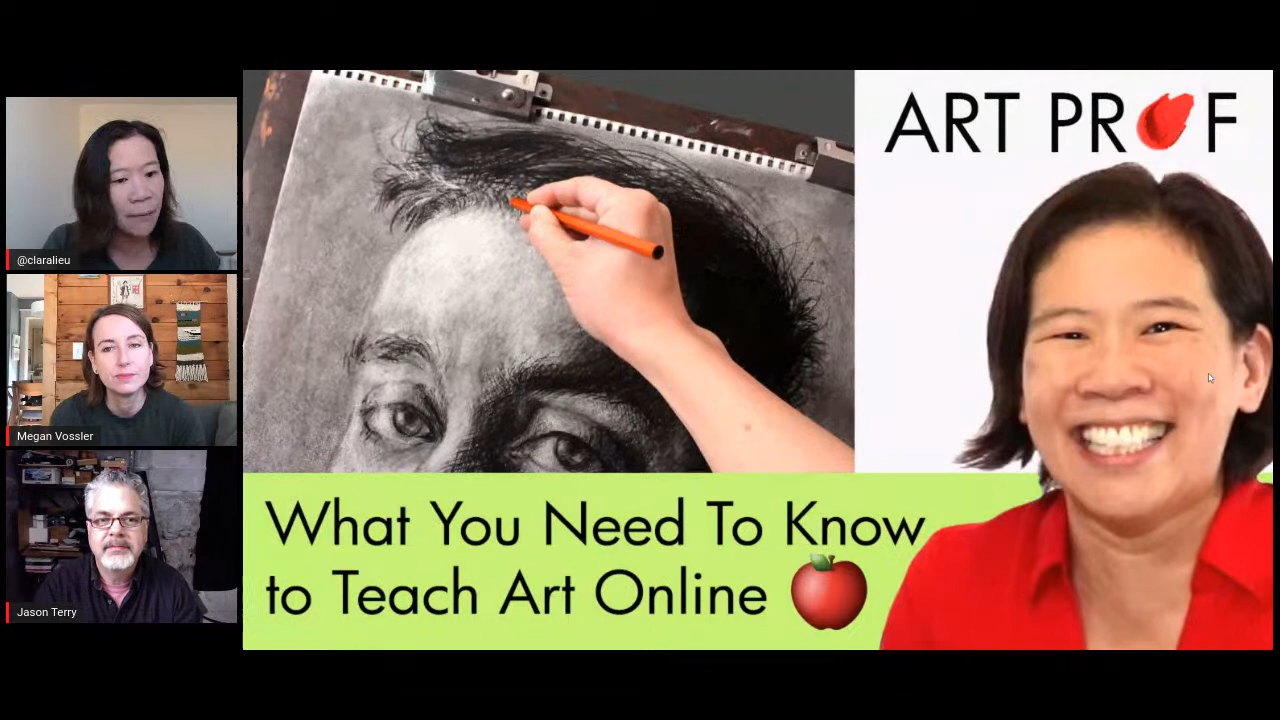 @claralieu
Megan Vossler
Jason Terry
ART PROF
What You Need To Know
to Teach Art Online